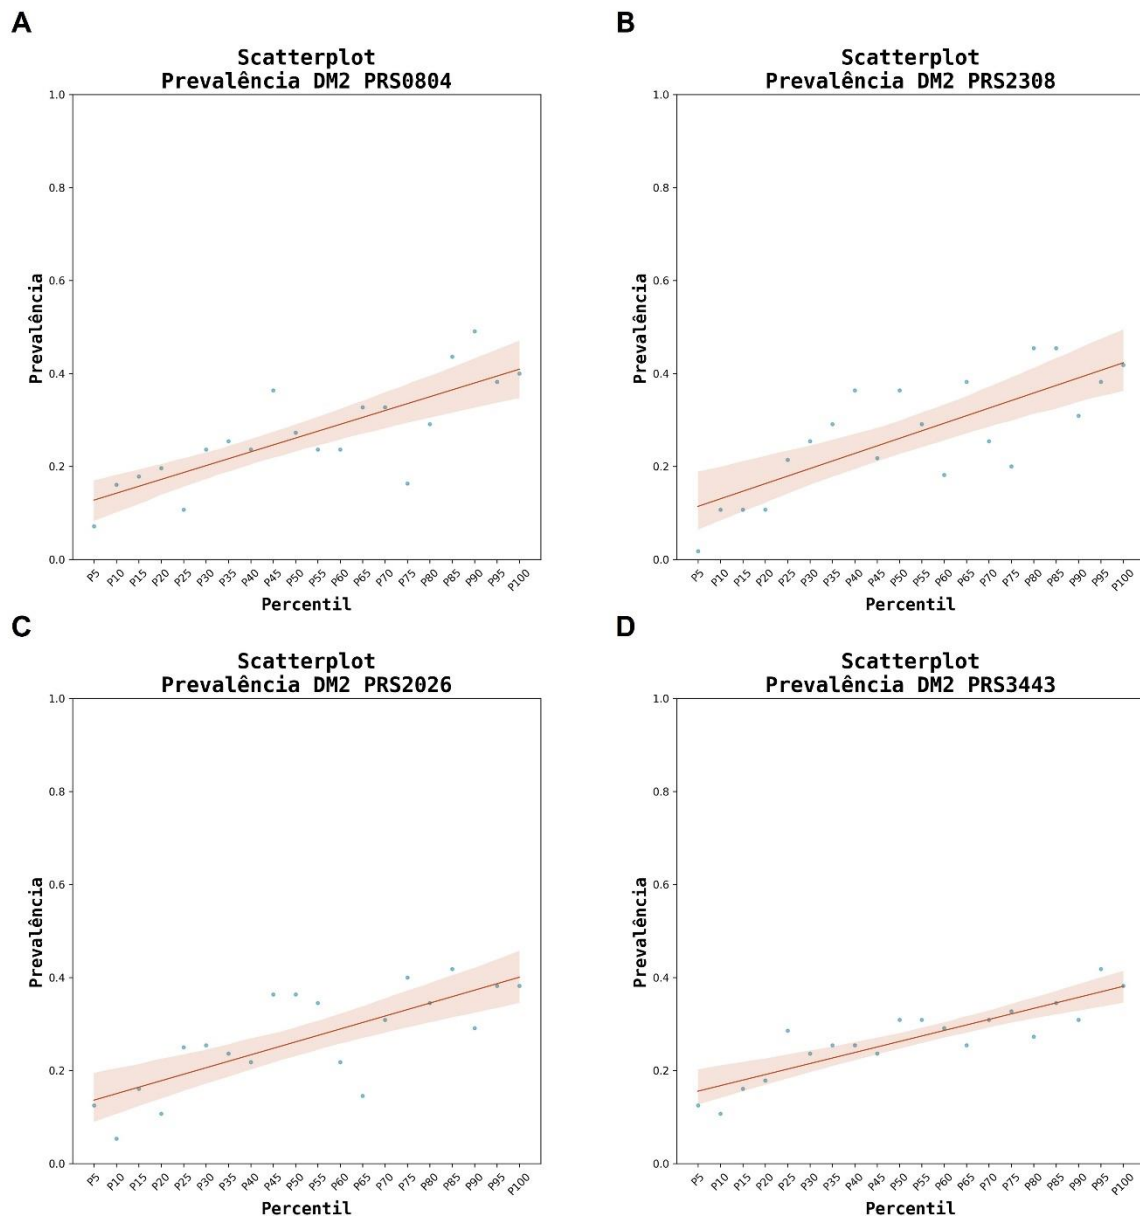 A
Scatterplot
Prevalência DM2 PRS0804
1.0
0.8
0.6
0.4
0.2
0.0
Prevalência
P5 P10 P15 P20 P25 P30 P35 P40 P45 P50 P55 P60 P65 P70 P75 P80 P85 P90 P95 P100
Percentil
B
Scatterplot
Prevalência DM2 PRS2308
1.0
0.8
0.6
0.4
0.2
0.0
Prevalência
P5 P10 P15 P20 P25 P30 P35 P40 P45 P50 P55 P60 P65 P70 P75 P80 P85 P90 P95 P100
Percentil
C
Scatterplot
Prevalência DM2 PRS2026
1.0
0.8
0.6
0.4
0.2
0.0
Prevalência
P5 P10 P15 P20 P25 P30 P35 P40 P45 P50 P55 P60 P65 P70 P75 P80 P85 P90 P95 P100
Percentil
D
Scatterplot
Prevalência DM2 PRS3443
1.0
0.8
0.6
0.4
0.2
0.0
Prevalência
P5 P10 P15 P20 P25 P30 P35 P40 P45 P50 P55 P60 P65 P70 P75 P80 P85 P90 P95 P100
Percentil